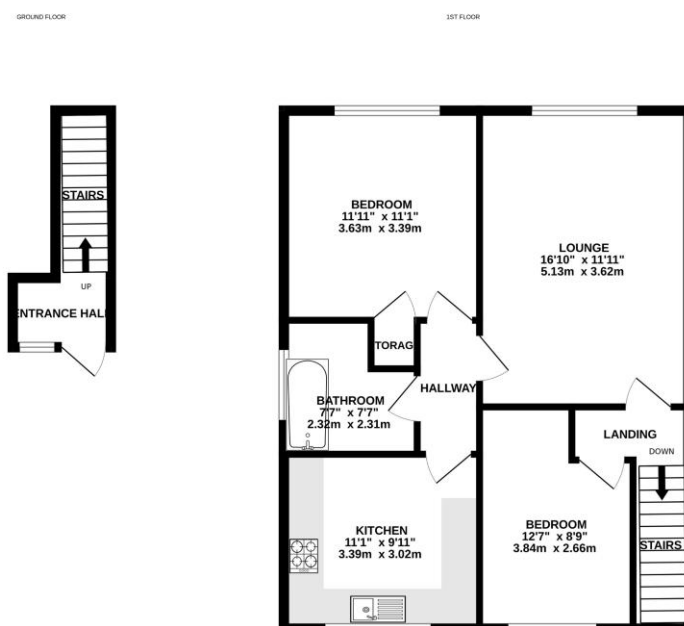 GROUND FLOOR
1ST FLOOR
STAIRS
UP
ENTRANCE HALL
BEDROOM
11'11" x 11'1"
3.63m x 3.39m
LOUNGE
16'10" x 11'11"
5.13m x 3.62m
TORAG
HALLWAY
BATHROOM
7'7" x 7'7"
2.32m x 2.31m
LANDING
DOWN
KITCHEN
11'1" x 9'11"
3.39m x 3.02m
BEDROOM
12'7" x 8'9"
3.84m x 2.66m
STAIRS